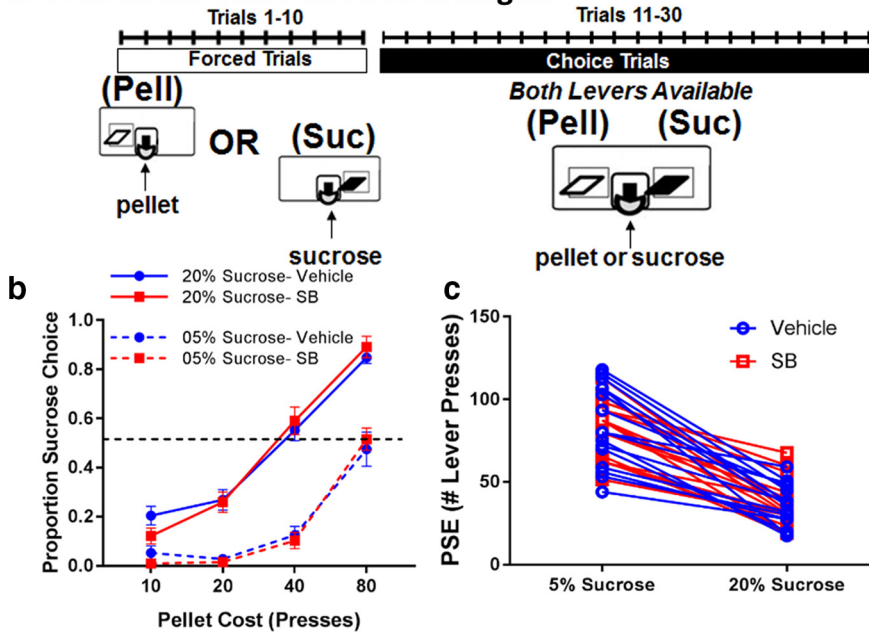 Trials 1-10
Trials 11-30
Forced Trials
Choice Trials
(Pell)
OR
(Suc)
pellet
sucrose
Both Levers Available
(Pell)
(Suc)
pellet or sucrose
b
20% Sucrose- Vehicle
20% Sucrose- SB
05% Sucrose- Vehicle
05% Sucrose- SB
Proportion Sucrose Choice
1.0
0.8
0.6
0.4
0.2
0.0
10 20 40 80
Pellet Cost (Presses)
c
Vehicle
SB
PSE (# Lever Presses)
150
100
50
0
5% Sucrose
20% Sucrose